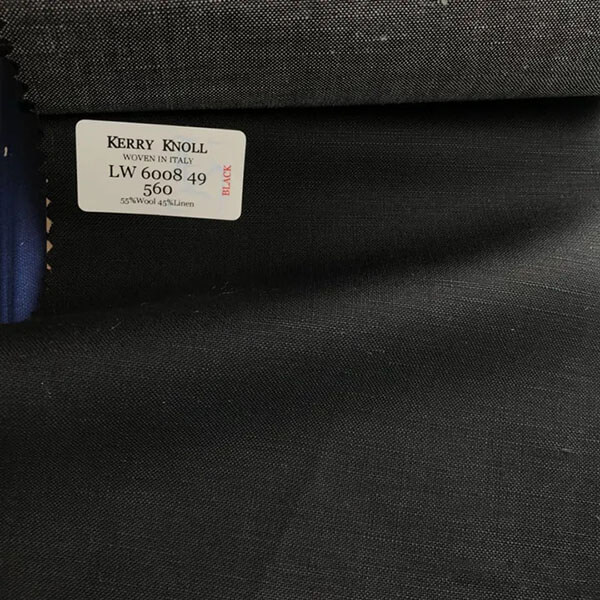 KERRY KNOLL
WOVEN IN ITALY
LW 6008 49
560
55%Wool 45%Linen
BLACK